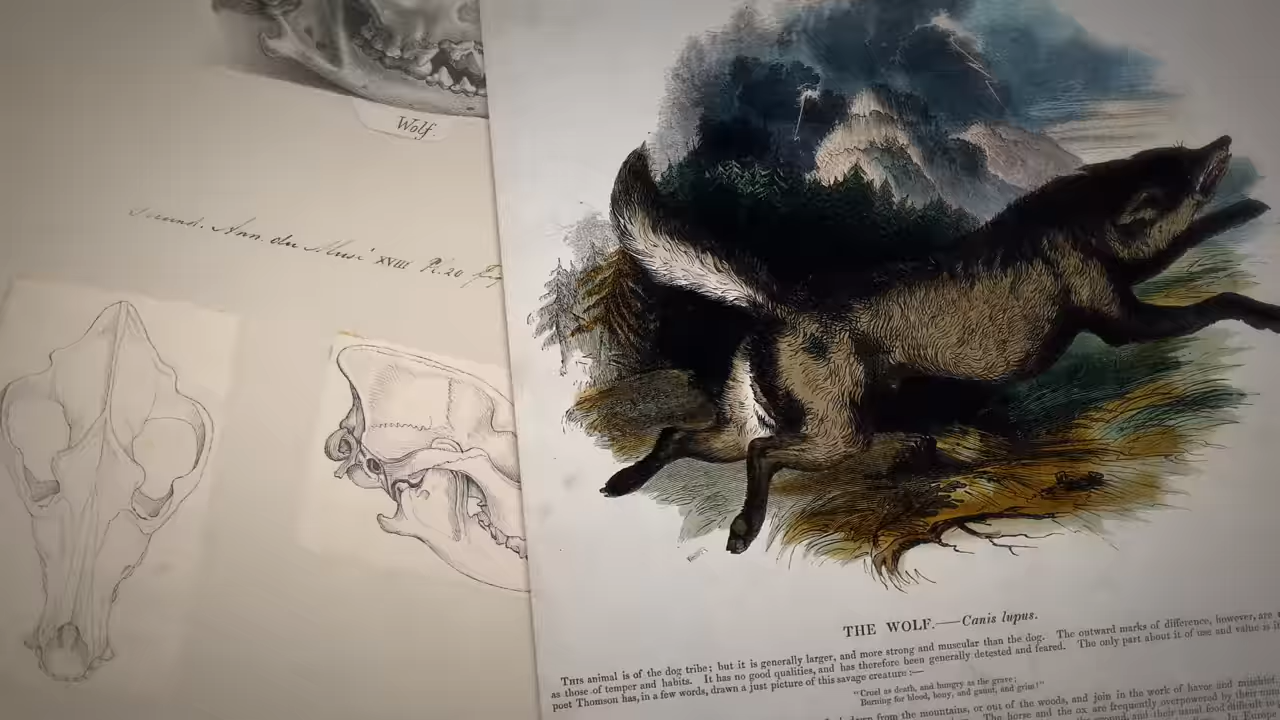 Wolf.
Ann. du XVIII Pl. 20
THE WOLF.—Canis lupus.
THIS animal is of the dog tribe; but it is generally larger, and more strong and muscular than the dog. The outward marks of difference, however, are
as those of temper and habits. It has no good qualities, and has therefore been generally detested and feared. The only part about it of use and value is
poet Thomson has, in a few words, drawn a just picture of this savage creature:—
"Cruel as death, and hungry as the grave;
Burning for blood, bony, and gaunt, and grim!"
from the mountains, or out of the woods, and join in the work of havoc and mischief,
The horse and the ox are frequently overpowered by their
and their usual food difficult